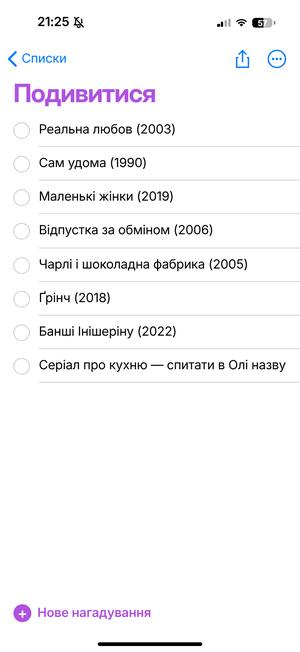 21:25
57
Списки
Подивитися
Реальна любов (2003)
Сам удома (1990)
Маленькі жінки (2019)
Відпустка за обміном (2006)
Чарлі і шоколадна фабрика (2005)
Ґрінч (2018)
Банші Інішеріну (2022)
Серіал про кухню — спитати в Олі назву
Нове нагадування